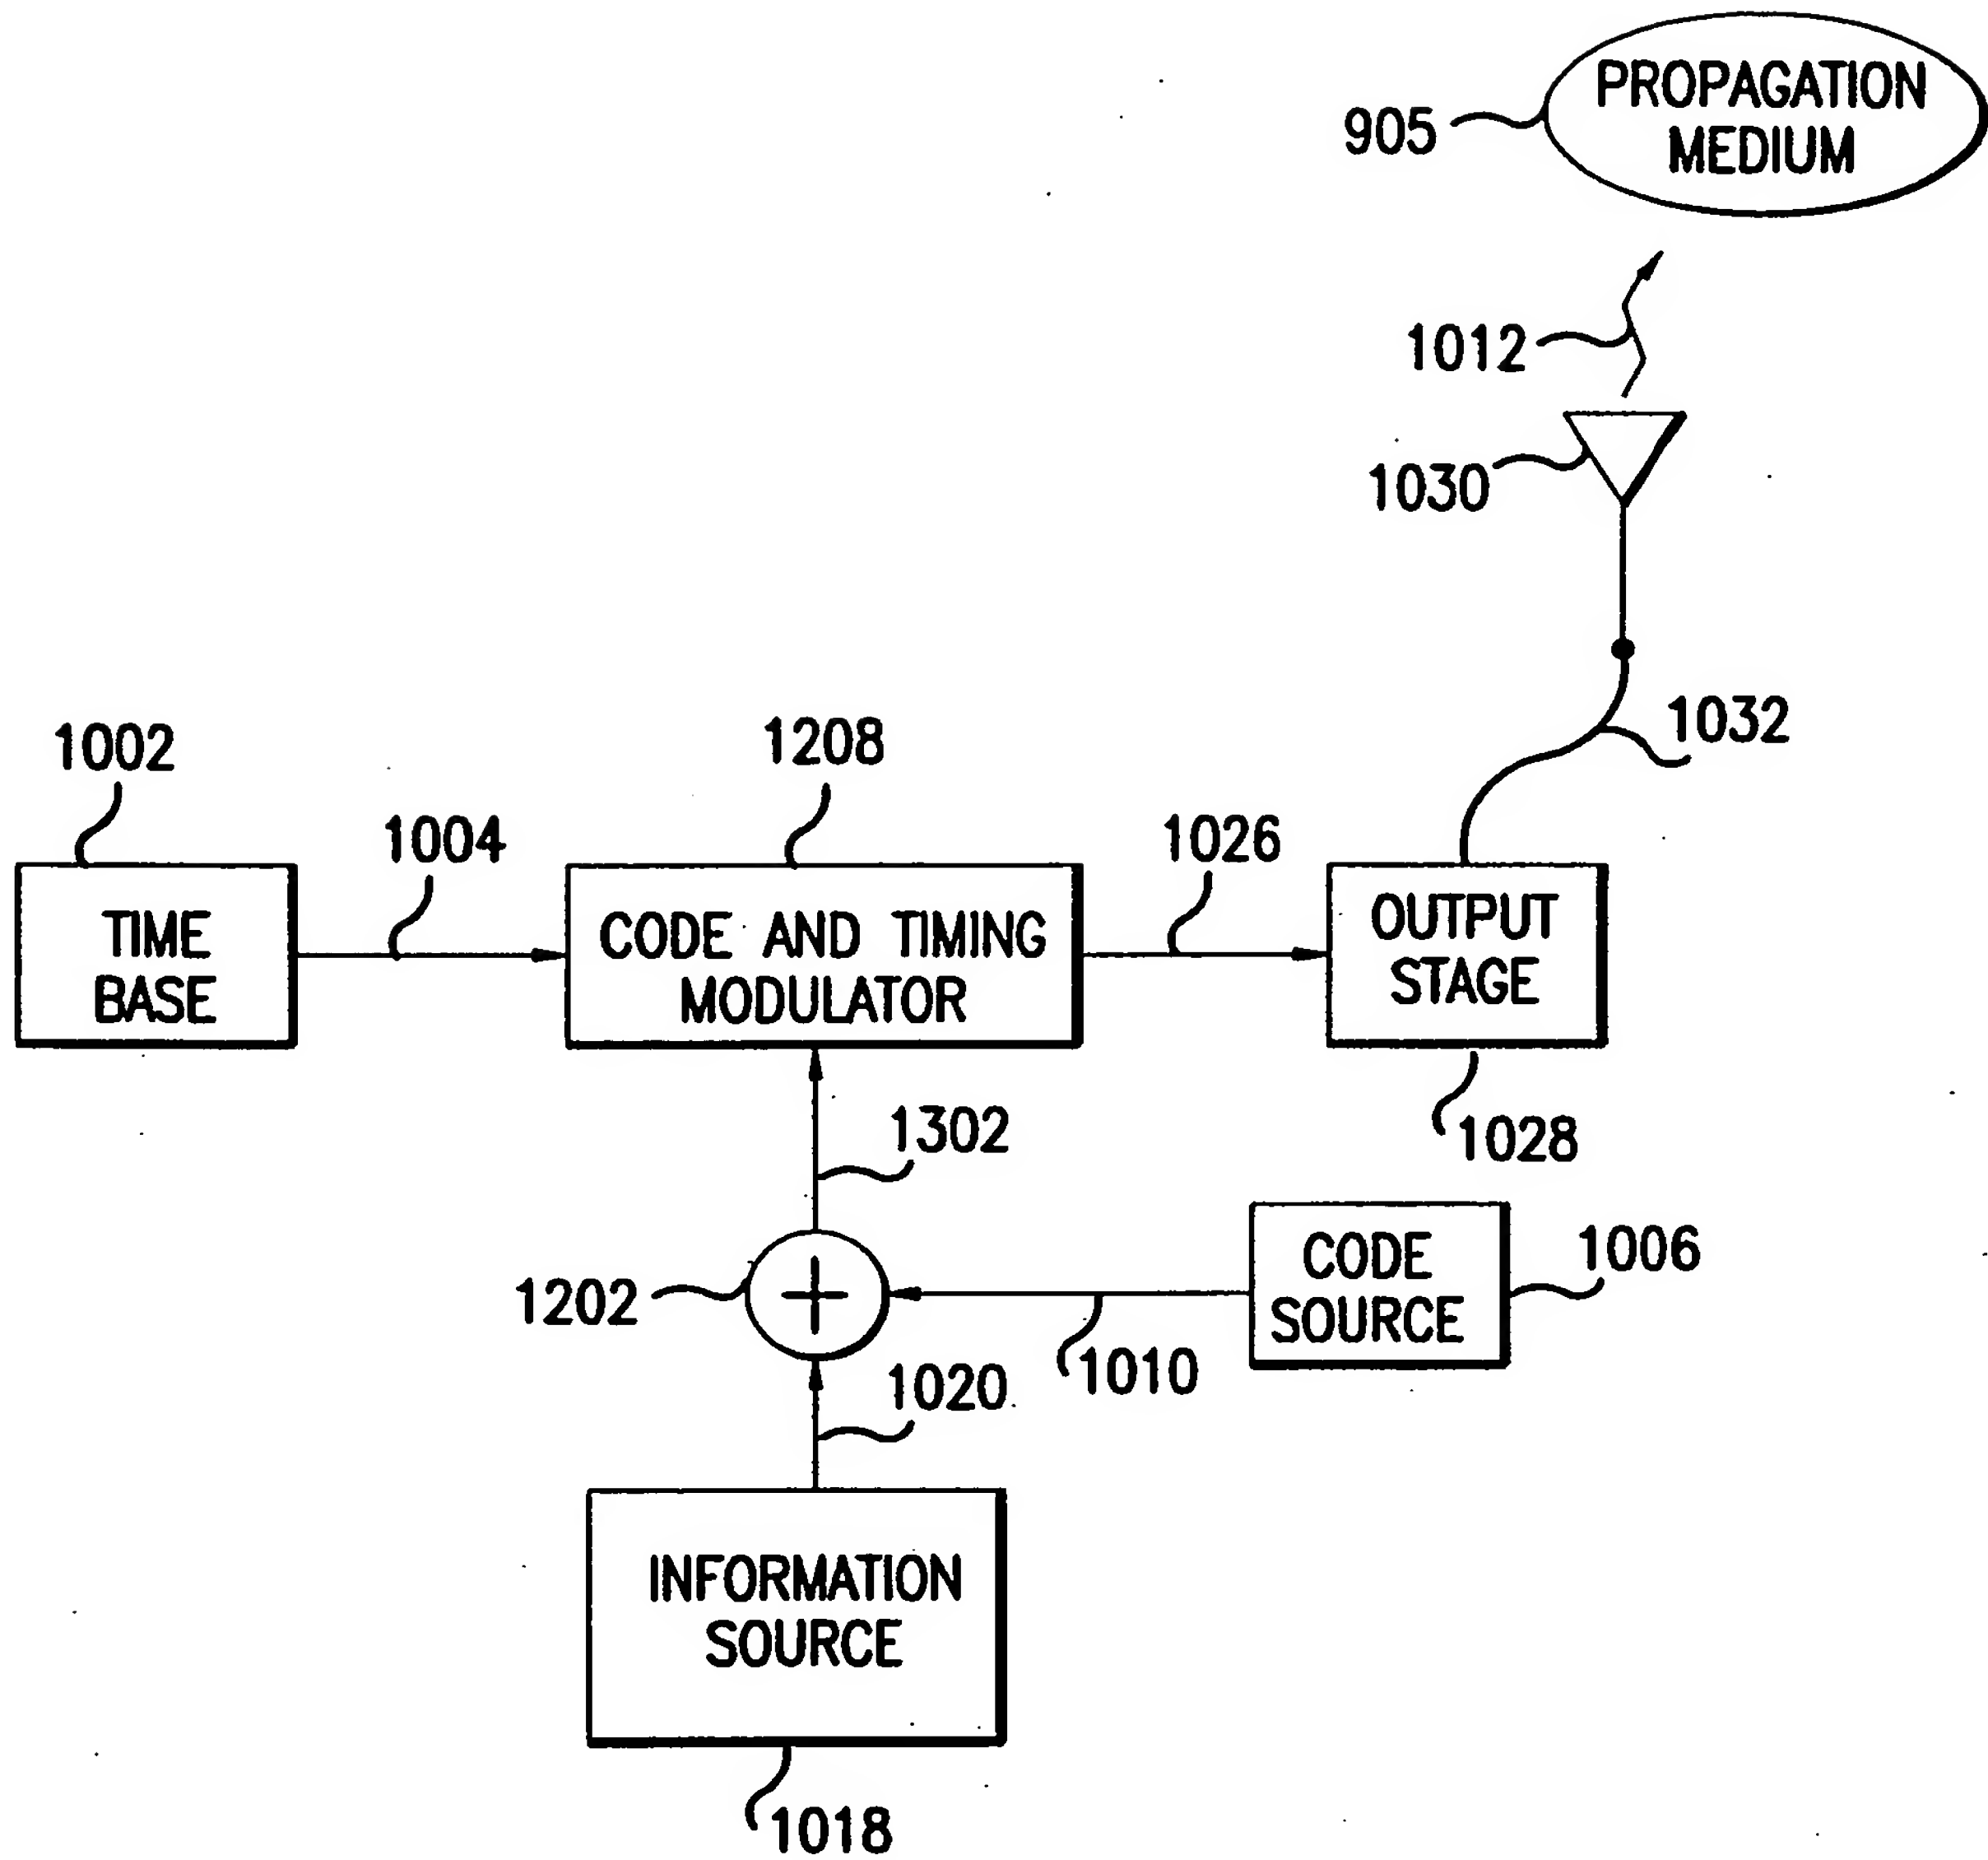 PROPAGATION
MEDIUM
905
1012
1030
1032
1002
1208
1004
1026
TIME
BASE
CODE AND TIMING
MODULATOR
OUTPUT
STAGE
1302
1028
1202
CODE
SOURCE
1006
1020
1010
INFORMATION
SOURCE
1018